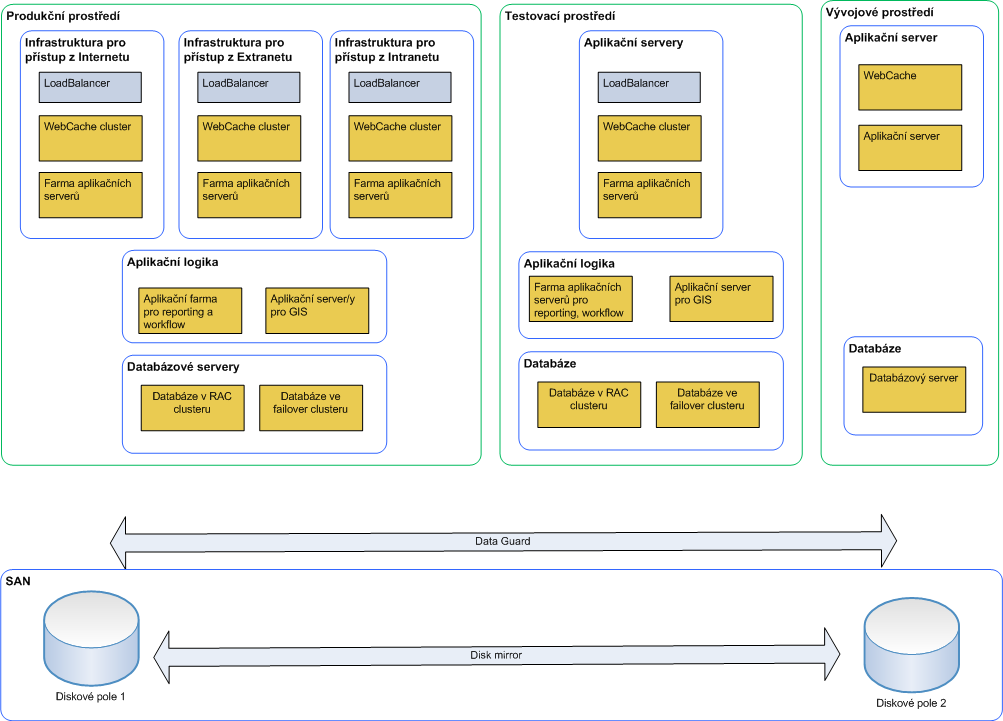 Produkční prostředí
Infrastruktura pro
přístup z Internetu
LoadBalancer
WebCache cluster
Farma aplikačních
serverů
Infrastruktura pro
přístup z Extranetu
LoadBalancer
WebCache cluster
Farma aplikačních
serverů
Infrastruktura pro
přístup z Intranetu
LoadBalancer
WebCache cluster
Farma aplikačních
serverů
Aplikační logika
Aplikační farma
pro reporting a
workflow
Aplikační server/y
pro GIS
Databázové servery
Databáze v RAC
clusteru
Databáze ve
failover clusteru
Testovací prostředí
Aplikační servery
LoadBalancer
WebCache cluster
Farma aplikačních
serverů
Aplikační logika
Farma aplikačních
serverů pro
reporting, workflow
Aplikační server
pro GIS
Databáze
Databáze v RAC
clusteru
Databáze ve
failover clusteru
Vývojové prostředí
Aplikační server
WebCache
Aplikační server
Databáze
Databázový server
Data Guard
SAN
Diskové pole 1
Disk mirror
Diskové pole 2